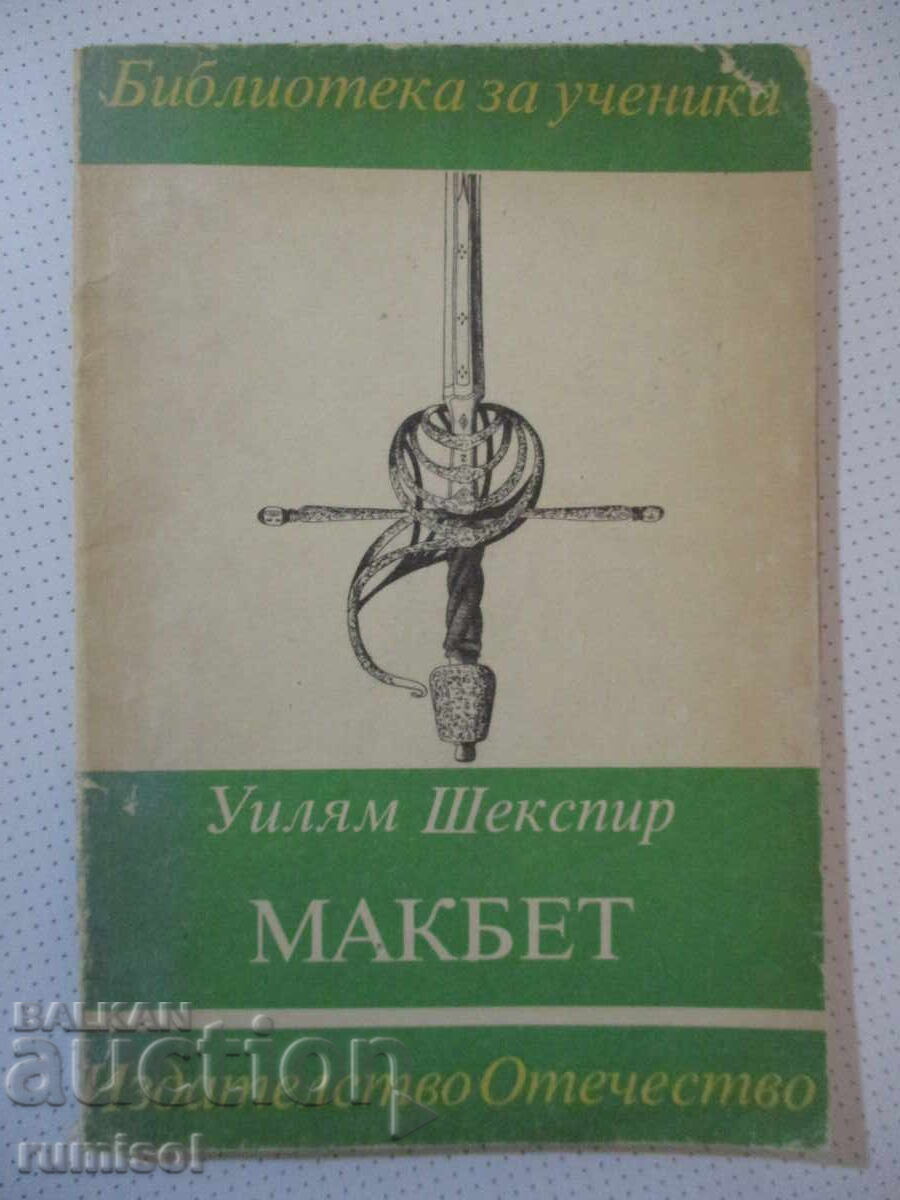 Библиотека за ученика
Уилям Шекспир
МАКБЕТ
BALKAN
auction
Издателство Отечество
rumisol